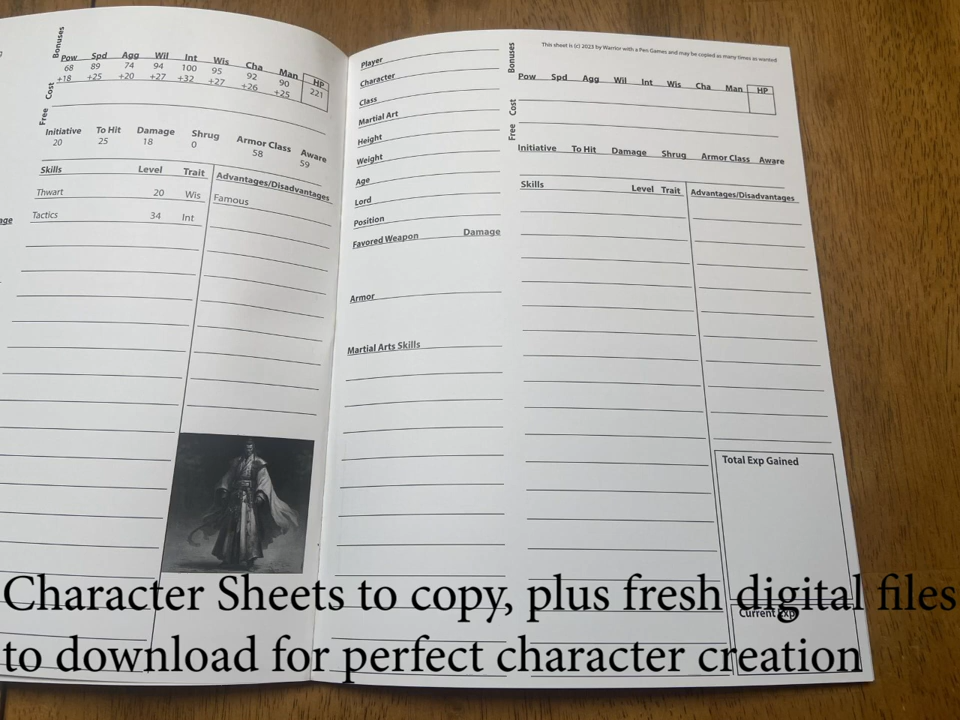 Bonuses
Pow Spd Agg Wil Int Wis Cha Man HP
68 89 74 94 100 95 92 90 221
+18 +25 +20 +27 +32 +27 +26 +25
Cost
Free
Initiative To Hit Damage Shrug Armor Class Aware
20 25 18 0 58 59
Skills Level Trait Advantages/Disadvantages
Thwart 20 Wis Famous
Tactics 34 Int
Player
Character
Class
Martial Art
Height
Weight
Age
Lord
Position
Favored Weapon Damage
Armor
Martial Arts Skills
This sheet is (c) 2023 by Warrior with a Pen Games and may be copied as many times as wanted
Bonuses
Pow Spd Agg Wil Int Wis Cha Man HP
Cost
Free
Initiative To Hit Damage Shrug Armor Class Aware
Skills Level Trait Advantages/Disadvantages
Total Exp Gained
Current Exp
Character Sheets to copy, plus fresh digital files
to download for perfect character creation